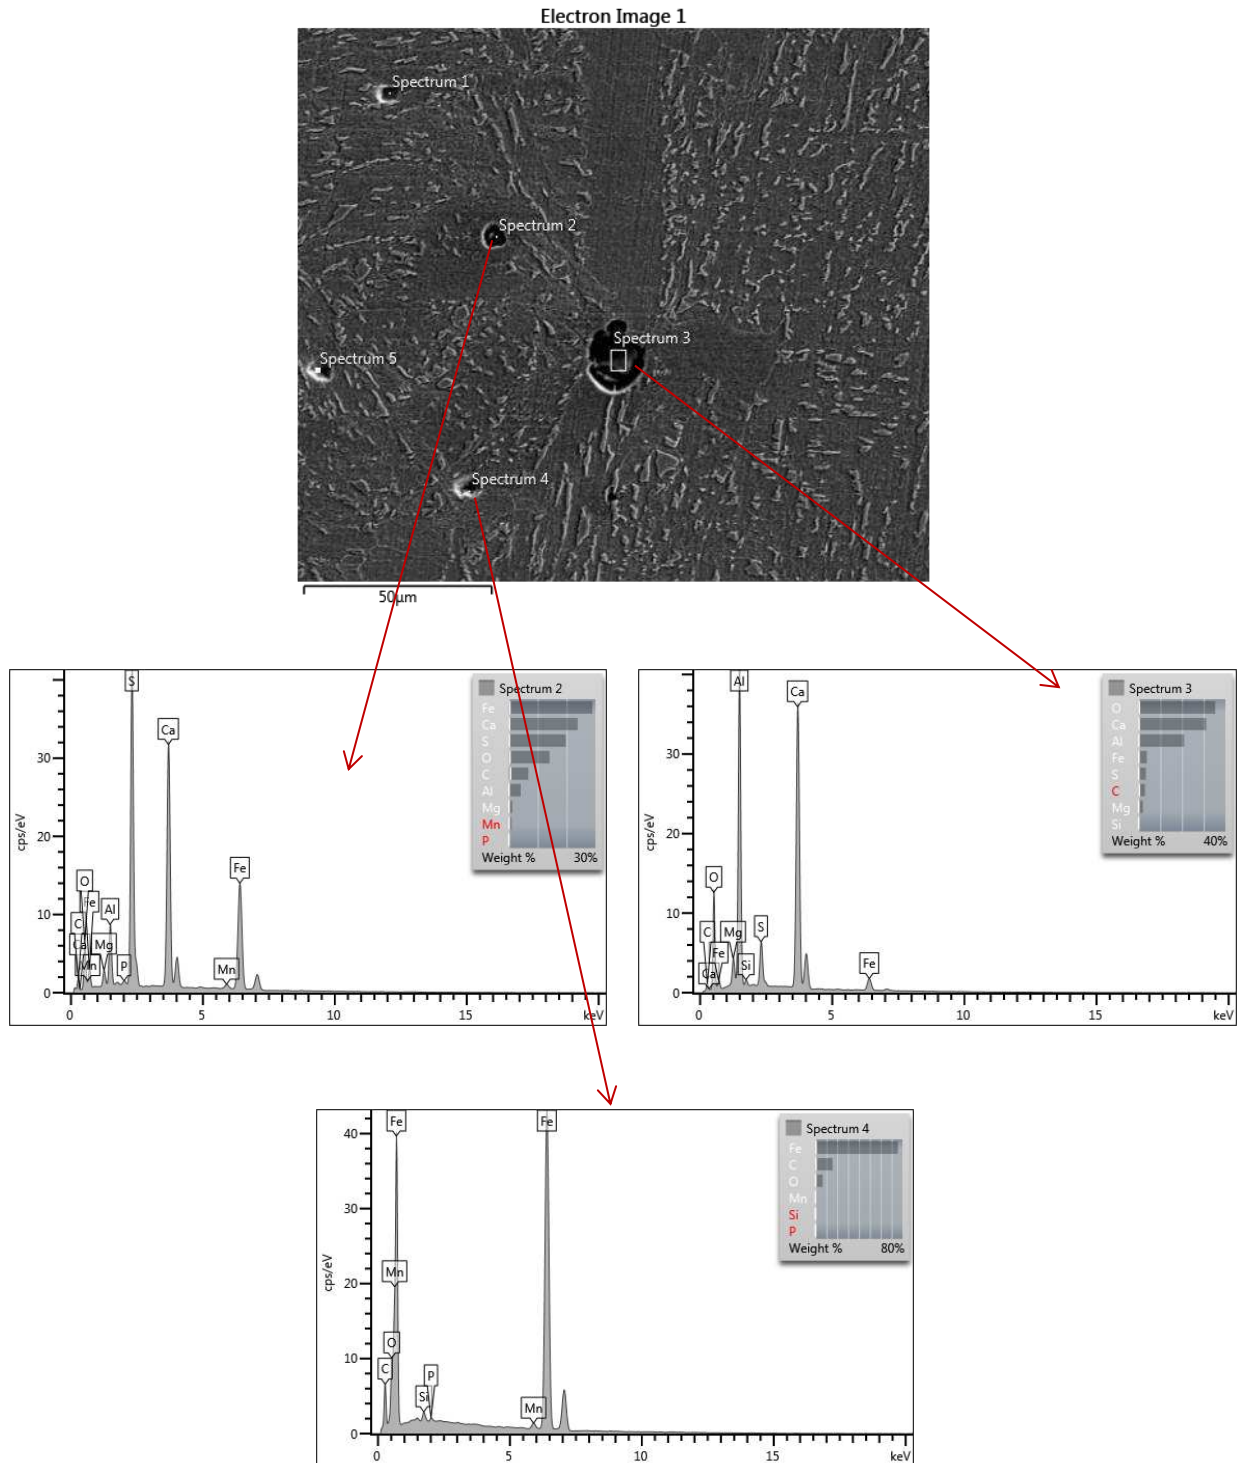 Electron Image 1
Spectrum 1
Spectrum 2
Spectrum 3
Spectrum 5
Spectrum 4
50µm
S
Ca
Fe
O
Fe
C
Al
Ca
Mg
Mn
P
Mn
30
20
10
0
cps/eV
0
5
15
keV
Spectrum 2
Fe
Ca
S
O
C
Al
Mg
Mn
P
Weight % 30%
Al
Ca
O
C
Mg
S
Fe
Si
Ca
Fe
30
20
10
0
cps/eV
0
5
10
15
keV
Spectrum 3
O
Ca
Al
Fe
S
C
Mg
Si
Weight % 40%
Fe
Fe
Mn
O
C
P
Si
Mn
40
30
20
10
0
cps/eV
0
5
10
15
keV
Spectrum 4
Fe
C
O
Mn
Si
P
Weight % 80%